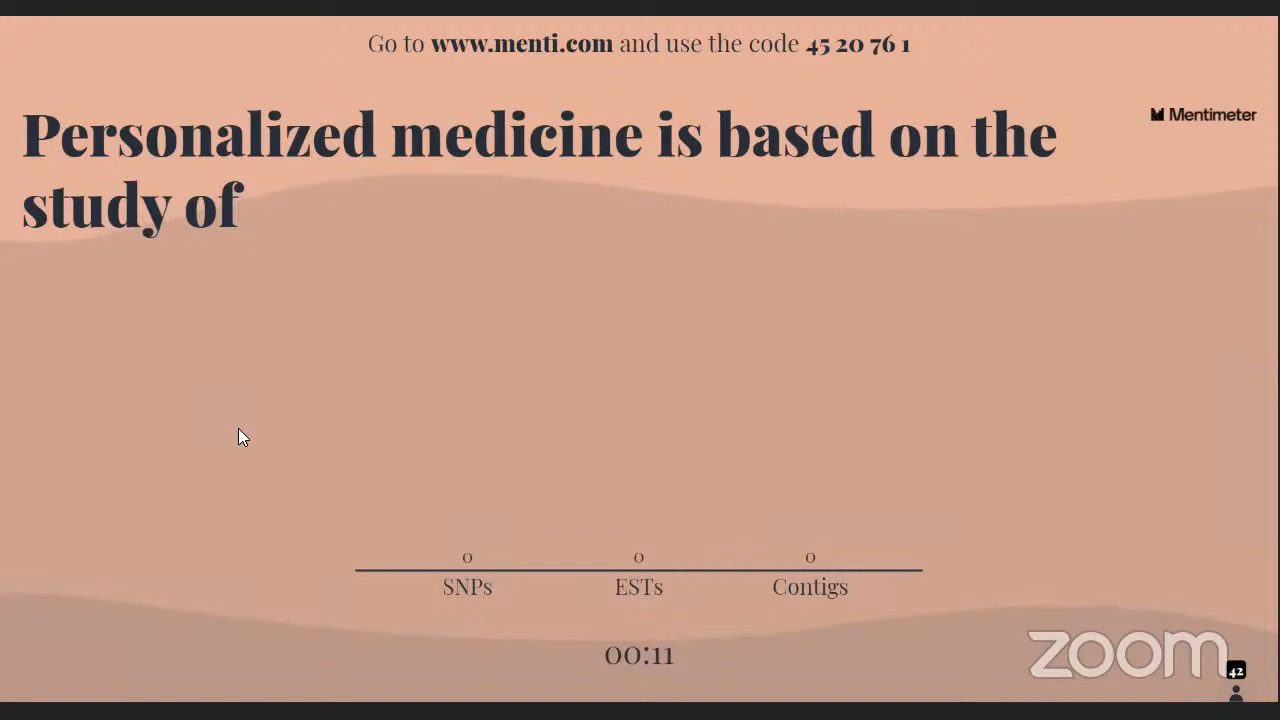 Go to www.menti.com and use the code 45 20 76 1
Mentimeter
Personalized medicine is based on the
study of
0 0 0
SNPs ESTs Contigs
00:11
zoom
42